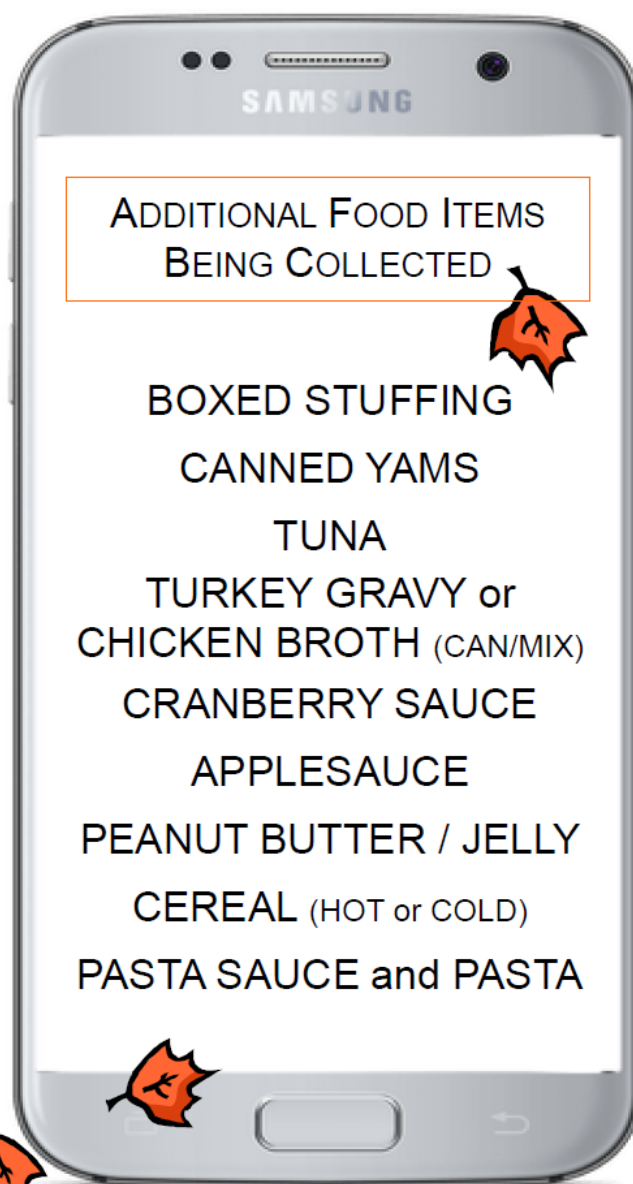 SAMSUNG
ADDITIONAL FOOD ITEMS
BEING COLLECTED
BOXED STUFFING
CANNED YAMS
TUNA
TURKEY GRAVY or
CHICKEN BROTH (CAN/MIX)
CRANBERRY SAUCE
APPLESAUCE
PEANUT BUTTER / JELLY
CEREAL (HOT or COLD)
PASTA SAUCE and PASTA